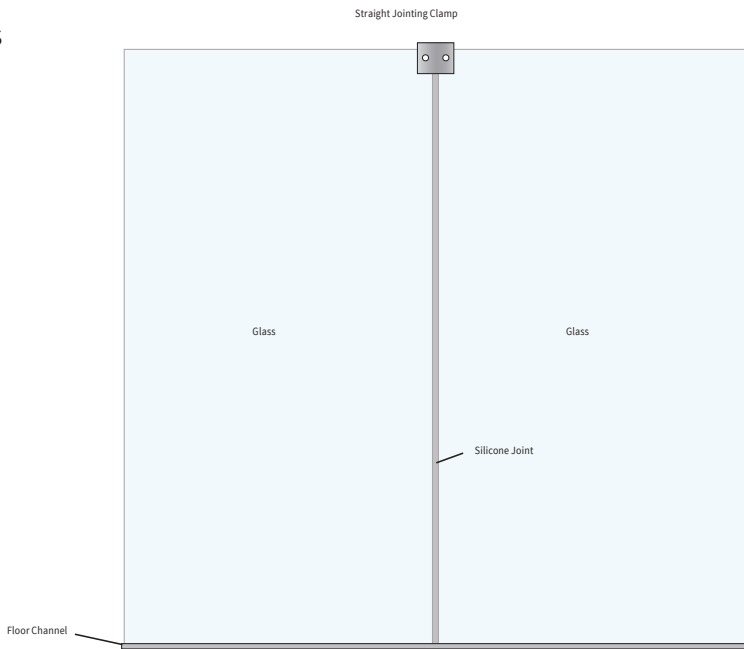 Straight Jointing Clamp
Glass
Glass
Silicone Joint
Floor Channel